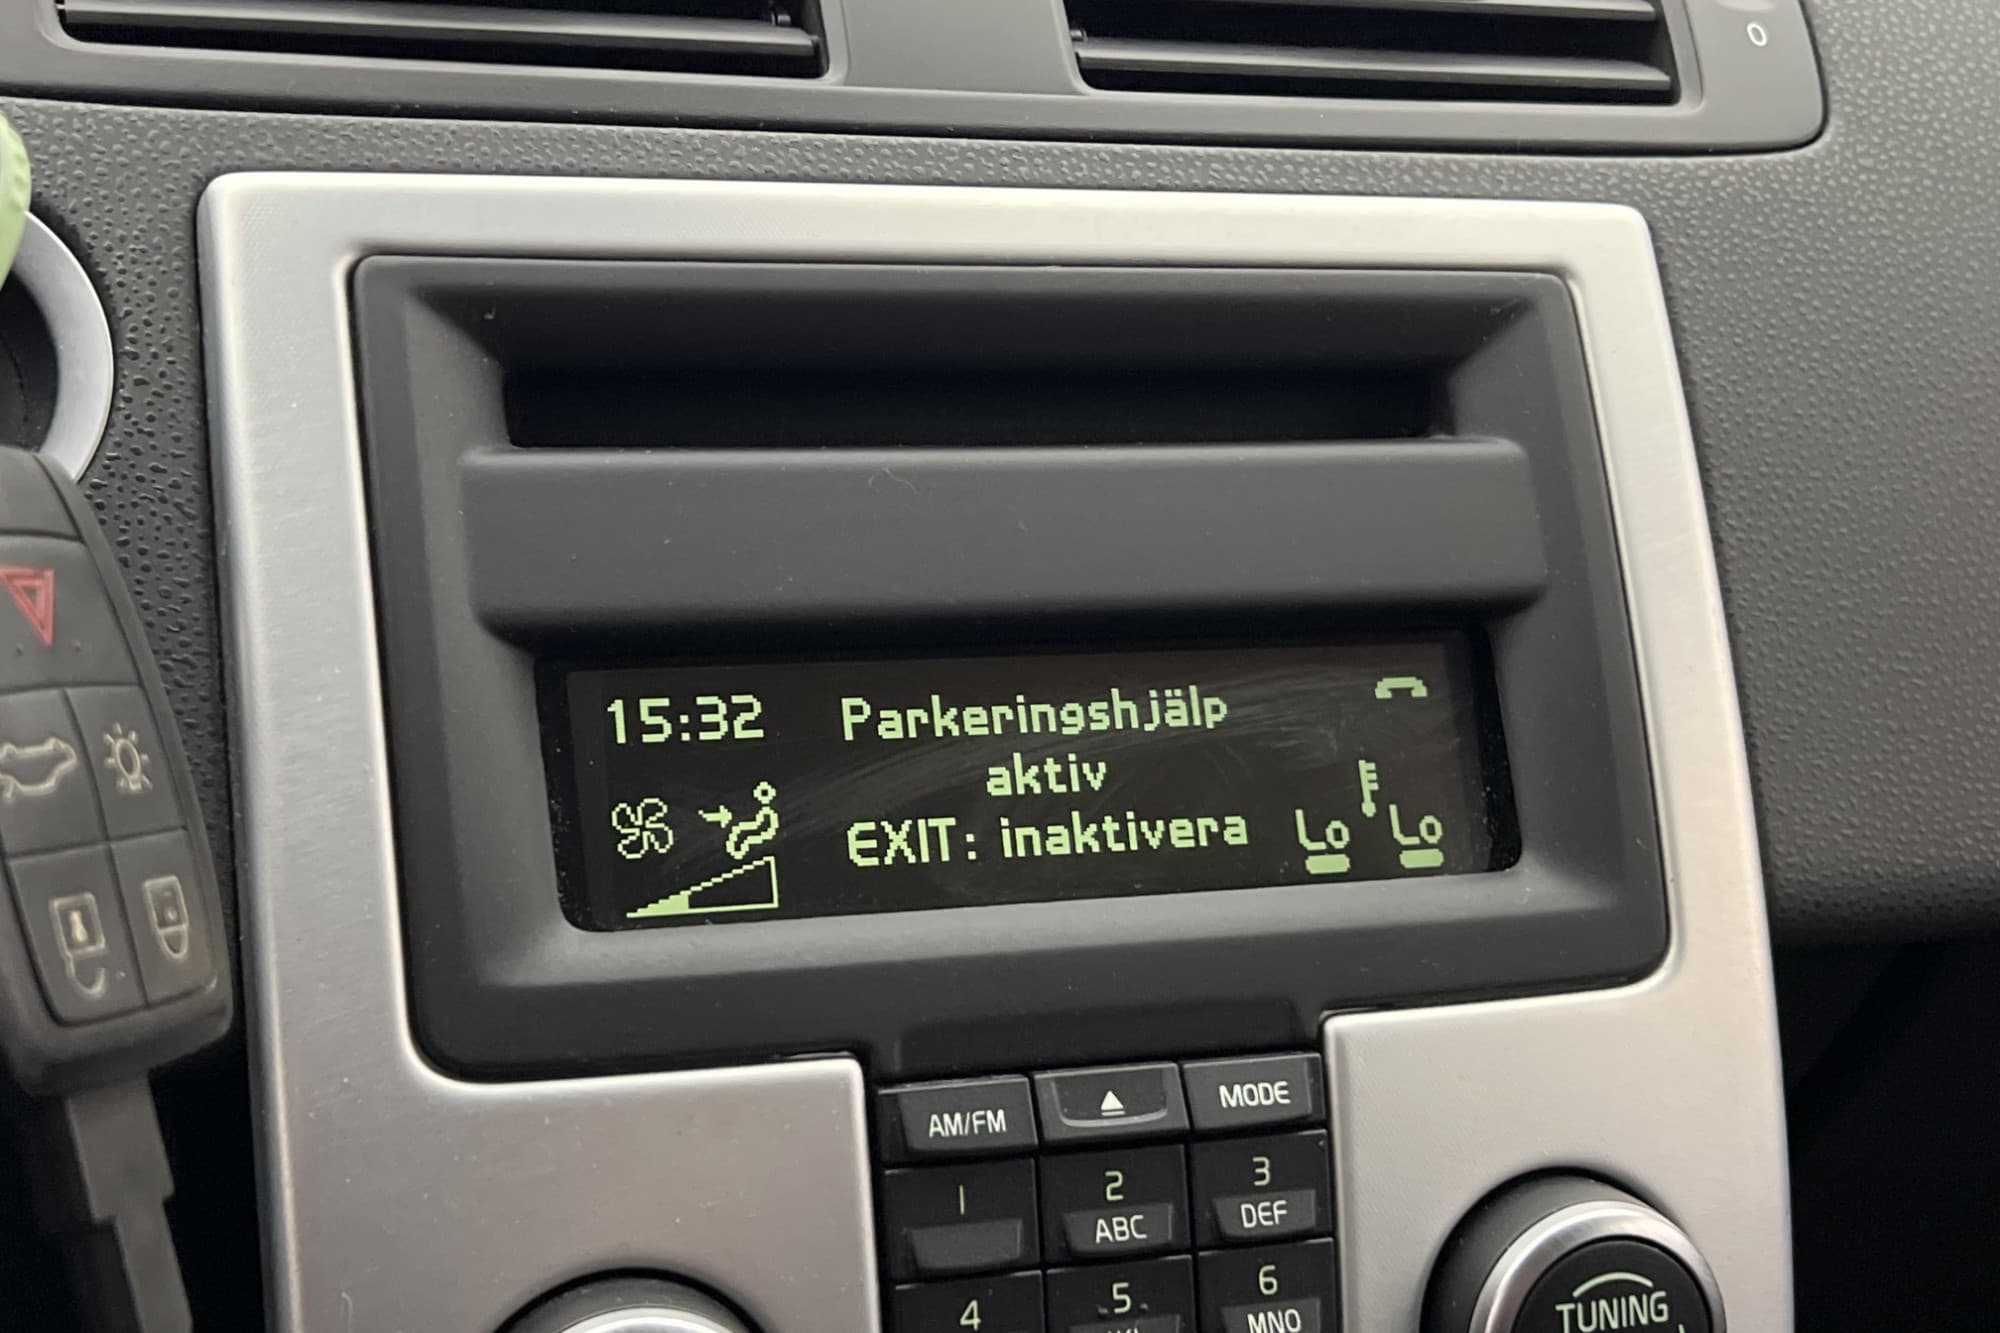 O
15:32
Parkeringshjälp
aktiv
EXIT: inaktivera
Lo Lo
AM/FM
MODE
1
2
ABC
3
DEF
4
5
6
MNO
TUNING